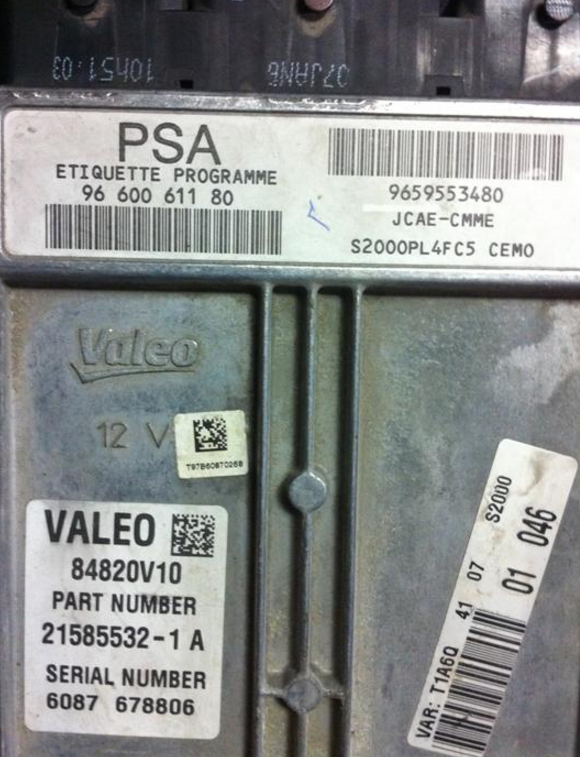 10h51:03
07JAN6
PSA
ETIQUETTE PROGRAMME
96 600 611 80
9659553480
JCAE-CMME
S2000PL4FC5 CEMO
Valeo
12 V
T97B60870268
VALEO
84820V10
PART NUMBER
21585532-1 A
SERIAL NUMBER
6087 678806
VAR: T1A6Q 41 07 S2000
01 046